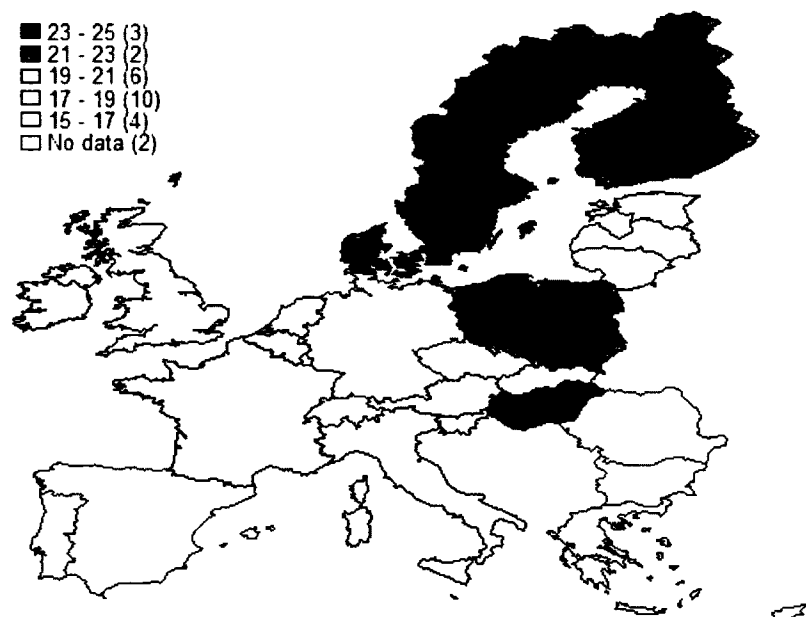 23 - 25 (3)
21 - 23 (2)
19 - 21 (6)
17 - 19 (10)
15 - 17 (4)
No data (2)